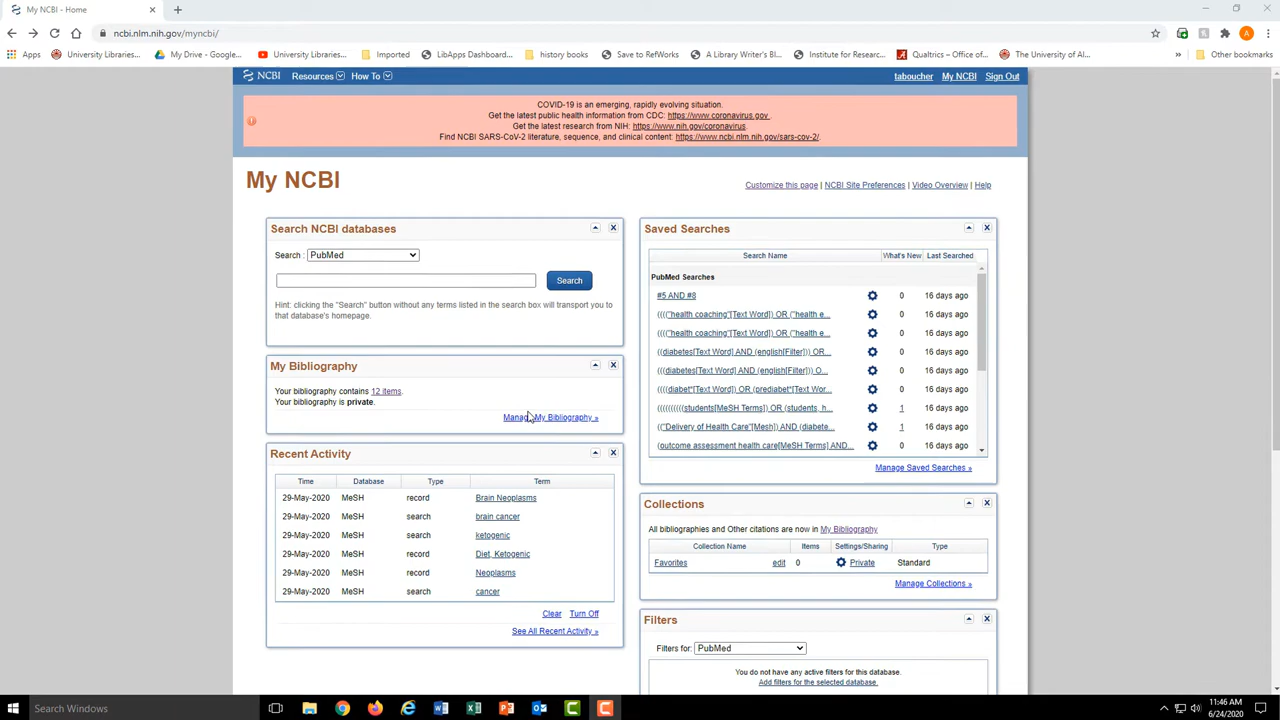 My NCBI - Home
ncbi.nlm.nih.gov/myncbi/
Apps University Libraries... My Drive - Google... University Libraries... Imported LibApps Dashboard... history books Save to RefWorks A Library Writer's Bl... Institute for Resear... Qualtrics – Office of... The University of Al... Other bookmarks
NCBI Resources How To taboucher My NCBI Sign Out
COVID-19 is an emerging, rapidly evolving situation.
Get the latest public health information from CDC: https://www.coronavirus.gov.
Get the latest research from NIH: https://www.nih.gov/coronavirus.
Find NCBI SARS-CoV-2 literature, sequence, and clinical content: https://www.ncbi.nlm.nih.gov/sars-cov-2/.
My NCBI
Customize this page | NCBI Site Preferences | Video Overview | Help
Search NCBI databases
Search : PubMed
Search
Hint: clicking the "Search" button without any terms listed in the search box will transport you to
that database's homepage.
My Bibliography
Your bibliography contains 12 items.
Your bibliography is private.
Manage My Bibliography »
Recent Activity
Time Database Type Term
29-May-2020 MeSH record Brain Neoplasms
29-May-2020 MeSH search brain cancer
29-May-2020 MeSH search ketogenic
29-May-2020 MeSH record Diet, Ketogenic
29-May-2020 MeSH record Neoplasms
29-May-2020 MeSH search cancer
Clear Turn Off
See All Recent Activity »
Saved Searches
Search Name What's New Last Searched
PubMed Searches
#5 AND #8 0 16 days ago
(((("health coaching"[Text Word]) OR ("health e... 0 16 days ago
(((("health coaching"[Text Word]) OR ("health e... 0 16 days ago
(((diabetes[Text Word] AND (english[Filter])) OR... 0 16 days ago
(((diabetes[Text Word] AND (english[Filter])) O... 0 16 days ago
((((diabet*[Text Word]) OR (prediabet*[Text Wor... 0 16 days ago
((((((((((students[MeSH Terms]) OR (students, h... 1 16 days ago
(("Delivery of Health Care"[Mesh]) AND (diabete... 1 16 days ago
(outcome assessment health care[MeSH Terms] AND... 0 16 days ago
Manage Saved Searches »
Collections
All bibliographies and Other citations are now in My Bibliography
Collection Name Items Settings/Sharing Type
Favorites edit 0 Private Standard
Manage Collections »
Filters
Filters for: PubMed
You do not have any active filters for this database.
Add filters for the selected database.
Search Windows
11:46 AM
6/24/2020